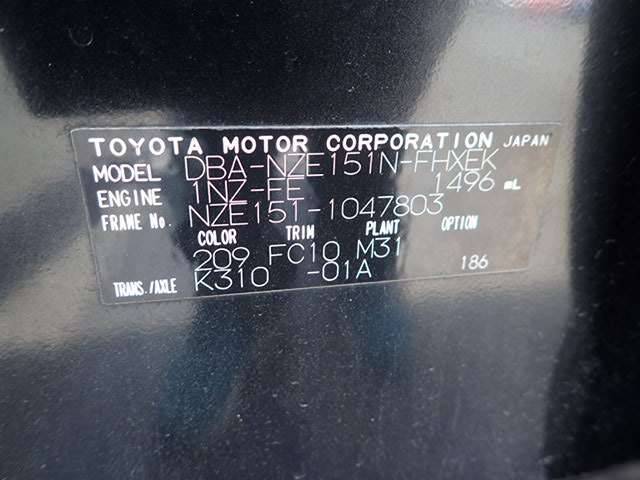 TOYOTA MOTOR CORPORATION JAPAN
MODEL DBA-NZE151N-FHXEK
ENGINE 1NZ-FE 1496 mL
FRAME No. NZE151-1047803
COLOR TRIM PLANT OPTION
209 FC10 M31
TRANS./AXLE K310 -01A 186